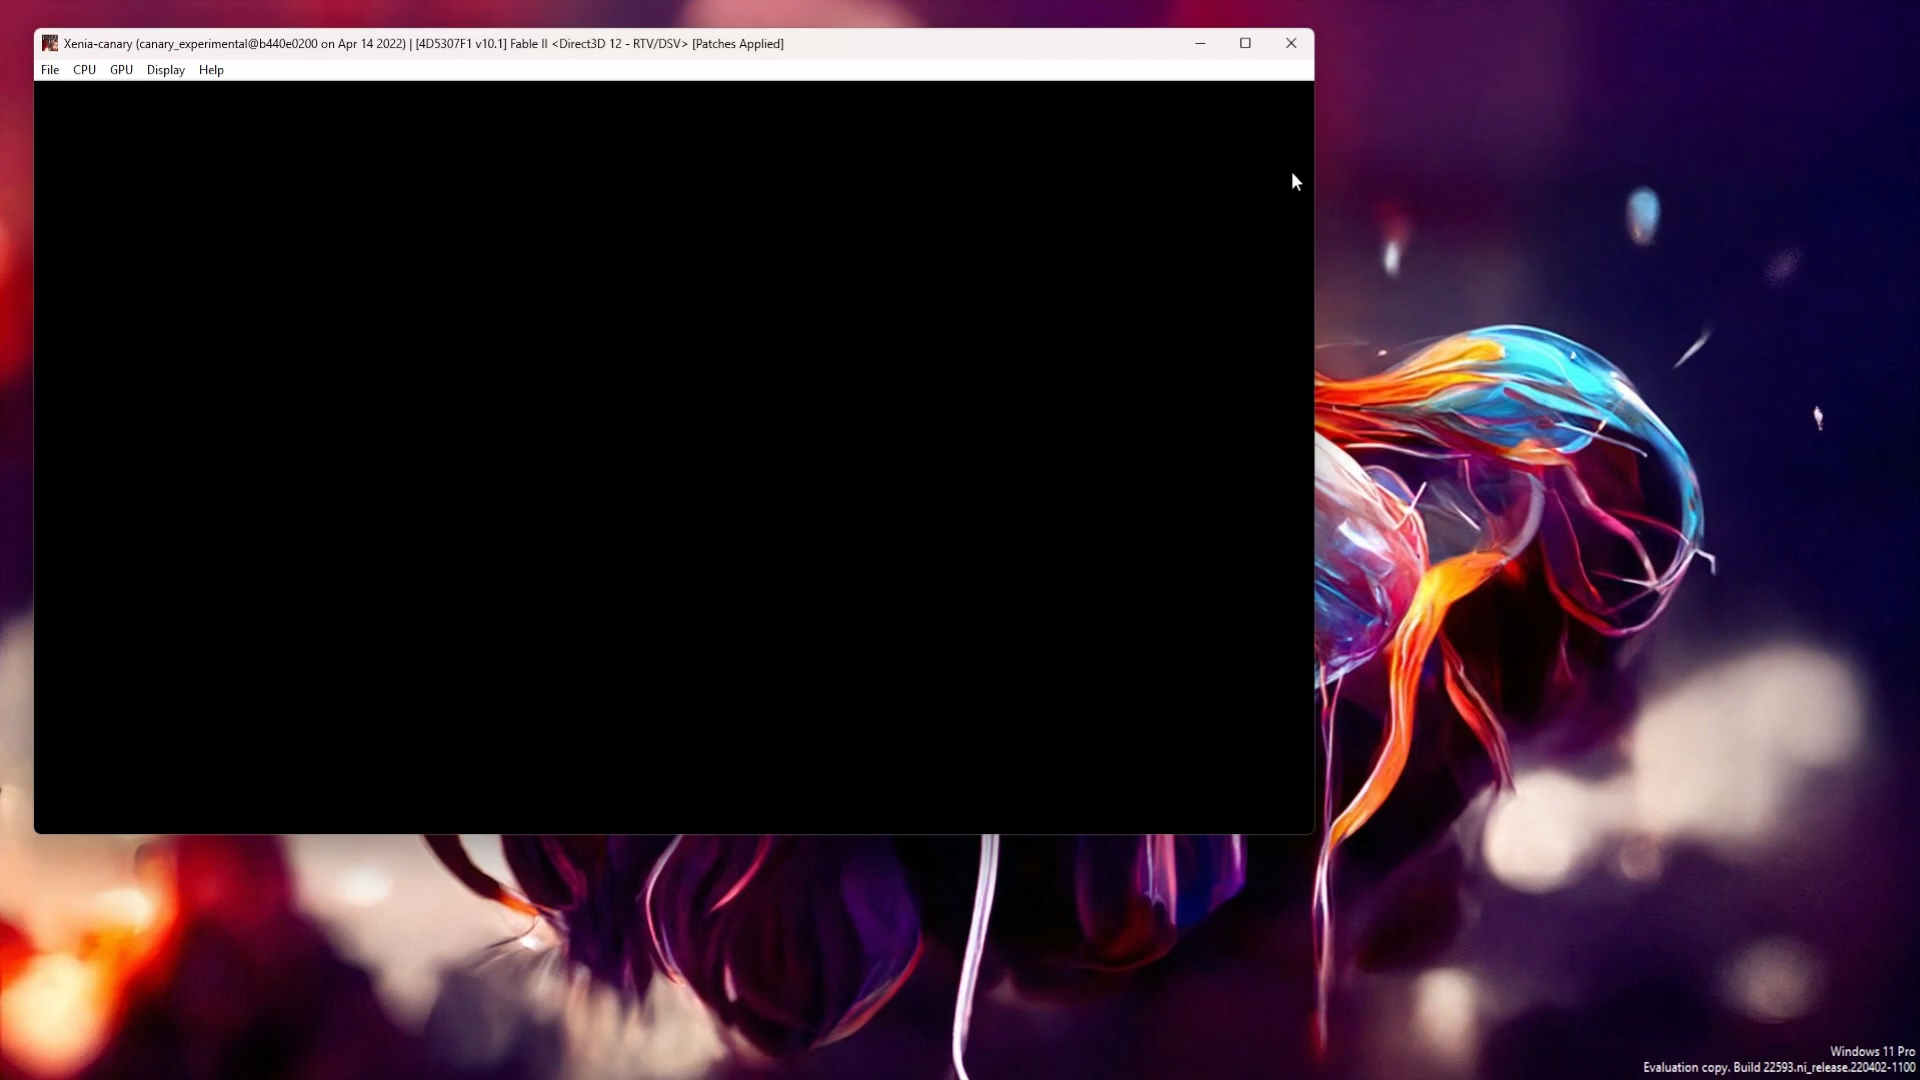 Xenia-canary (canary_experimental@b440e0200 on Apr 14 2022) | [4D5307F1 v10.1] Fable II <Direct3D 12 - RTV/DSV> [Patches Applied]
File CPU GPU Display Help
Windows 11 Pro
Evaluation copy. Build 22593.ni_release.220402-1100